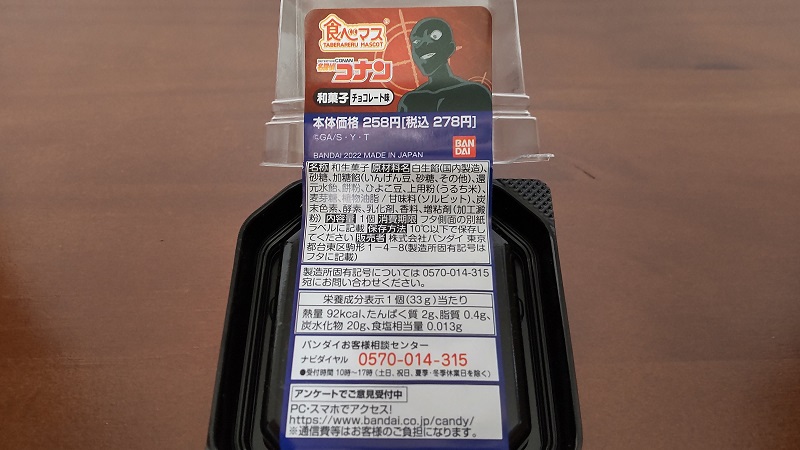 食べマス
TABERARERU MASCOT
DETECTIVE CONAN
名探偵コナン
和菓子 チョコレート味
本体価格 258円[税込 278円]
©GA/S・Y・T
BANDAI 2022 MADE IN JAPAN
BAN
DAI
名称 和生菓子 原材料名 白生餡(国内製造)、
砂糖、加糖餡(いんげん豆、砂糖、その他)、還
元水飴、餅粉、ひよこ豆、上用粉(うるち米)、
麦芽糖、植物油脂/甘味料(ソルビット)、炭
末色素、酵素、乳化剤、香料、増粘剤(加工澱
粉) 内容量 1個 消費期限 フタ側面の別紙
ラベルに記載 保存方法 10℃以下で保存し
てください 販売者 株式会社バンダイ 東京
都台東区駒形1-4-8(製造所固有記号は
フタに記載)
製造所固有記号については 0570-014-315
宛にお問い合わせください。
栄養成分表示1個(33g)当たり
熱量 92kcal、たんぱく質 2g、脂質 0.4g、
炭水化物 20g、食塩相当量 0.013g
バンダイお客様相談センター
ナビダイヤル 0570-014-315
●受付時間 10時~17時(土日、祝日、夏季・冬季休業日を除く)
アンケートでご意見受付中
PC・スマホでアクセス!
https://www.bandai.co.jp/candy/
※通信費等はお客様のご負担になります。